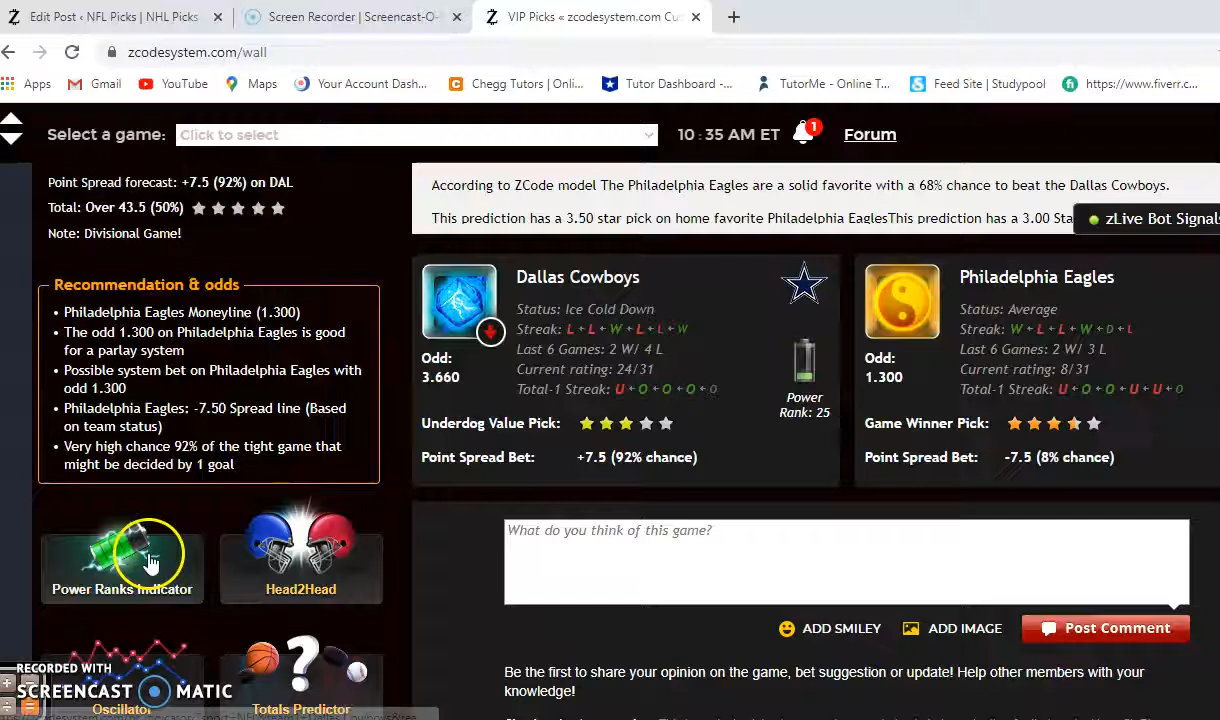 Edit Post ‹ NFL Picks | NHL Picks
Screen Recorder | Screencast-O-
VIP Picks « zcodesystem.com Cu
zcodesystem.com/wall
Apps
Gmail
YouTube
Maps
Your Account Dash...
Chegg Tutors | Onli...
Tutor Dashboard -...
TutorMe - Online T...
Feed Site | Studypool
https://www.fiverr.c...
Select a game:
Click to select
10:35 AM ET
1
Forum
Point Spread forecast: +7.5 (92%) on DAL
Total: Over 43.5 (50%)
Note: Divisional Game!
According to ZCode model The Philadelphia Eagles are a solid favorite with a 68% chance to beat the Dallas Cowboys.
This prediction has a 3.50 star pick on home favorite Philadelphia EaglesThis prediction has a 3.00 Sta
zLive Bot Signals
Recommendation & odds
• Philadelphia Eagles Moneyline (1.300)
• The odd 1.300 on Philadelphia Eagles is good
for a parlay system
• Possible system bet on Philadelphia Eagles with
odd 1.300
• Philadelphia Eagles: -7.50 Spread line (Based
on team status)
• Very high chance 92% of the tight game that
might be decided by 1 goal
Dallas Cowboys
Status: Ice Cold Down
Streak: L ← L ← W ← L ← L ← W
Last 6 Games: 2 W/ 4 L
Current rating: 24/31
Total-1 Streak: U ← O ← O ← O ← O
Odd:
3.660
Power
Rank: 25
Underdog Value Pick:
Point Spread Bet: +7.5 (92% chance)
Philadelphia Eagles
Status: Average
Streak: W ← L ← L ← W ← D ← L
Last 6 Games: 2 W/ 3 L
Current rating: 8/31
Total-1 Streak: U ← O ← O ← U ← U ← O
Odd:
1.300
Game Winner Pick:
Point Spread Bet: -7.5 (8% chance)
Power Ranks Indicator
Head2Head
Oscillator
Totals Predictor
What do you think of this game?
ADD SMILEY
ADD IMAGE
Post Comment
Be the first to share your opinion on the game, bet suggestion or update! Help other members with your
knowledge!
RECORDED WITH
SCREENCAST MATIC